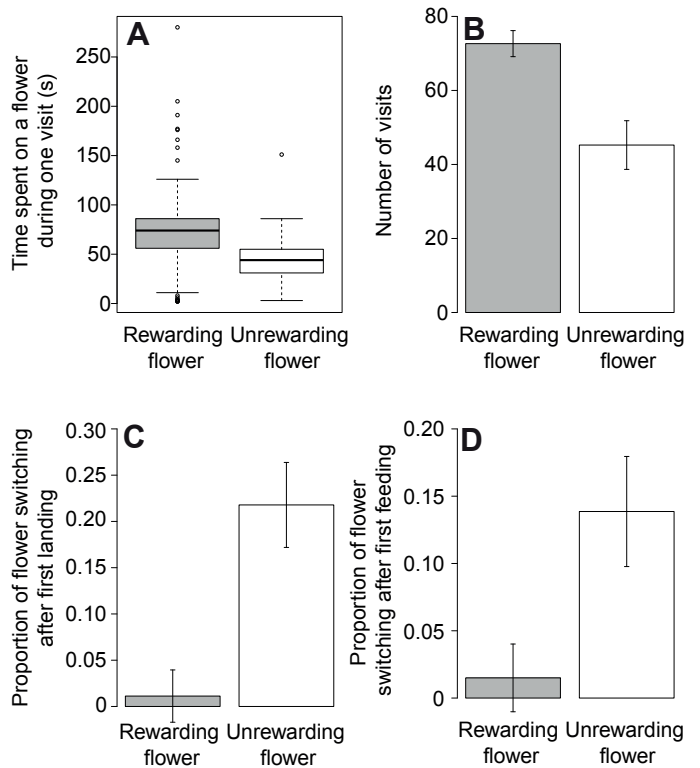 A
Time spent on a flower
during one visit (s)
250
200
150
100
50
0
Rewarding
flower
Unrewarding
flower
B
Number of visits
80
60
40
20
0
Rewarding
flower
Unrewarding
flower
C
Proportion of flower switching
after first landing
0.30
0.25
0.20
0.15
0.10
0.05
0
Rewarding
flower
Unrewarding
flower
D
Proportion of flower
switching after first feeding
0.20
0.15
0.10
0.05
0
Rewarding
flower
Unrewarding
flower